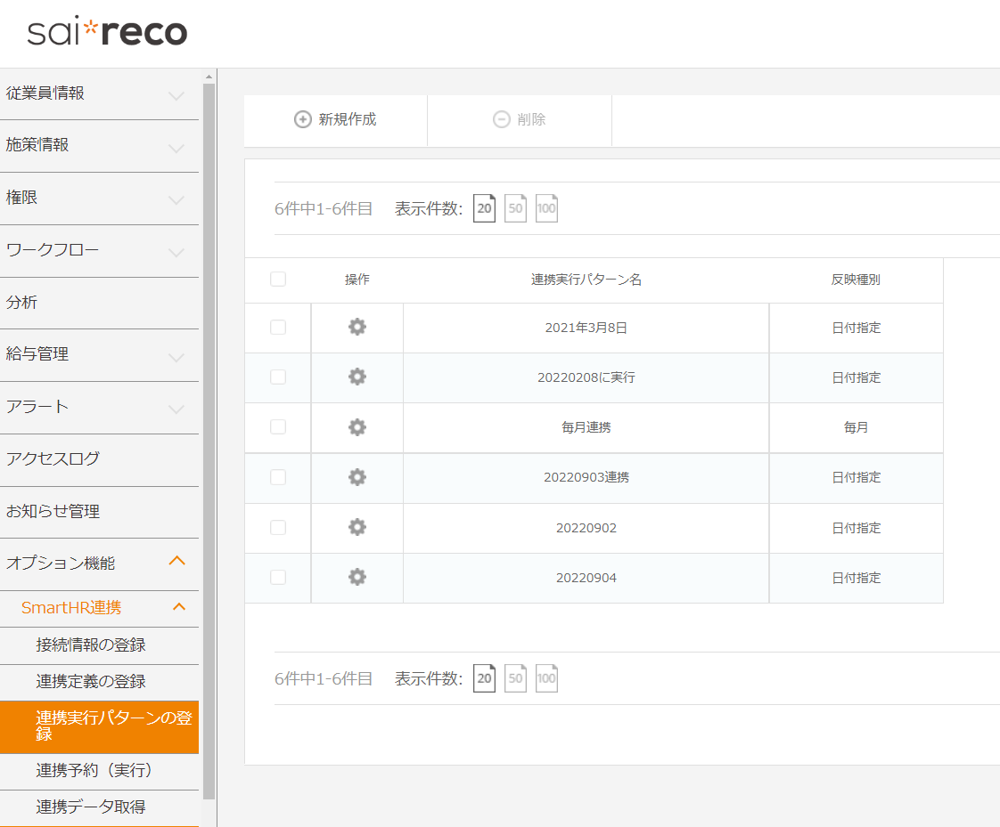 sai*reco
従業員情報
施策情報
権限
ワークフロー
分析
給与管理
アラート
アクセスログ
お知らせ管理
オプション機能
SmartHR連携
接続情報の登録
連携定義の登録
連携実行パターンの登
録
連携予約（実行）
連携データ取得
新規作成 削除
6件中1-6件目 表示件数: 20 50 100
操作 連携実行パターン名 反映種別
2021年3月8日 日付指定
20220208に実行 日付指定
毎月連携 毎月
20220903連携 日付指定
20220902 日付指定
20220904 日付指定
6件中1-6件目 表示件数: 20 50 100